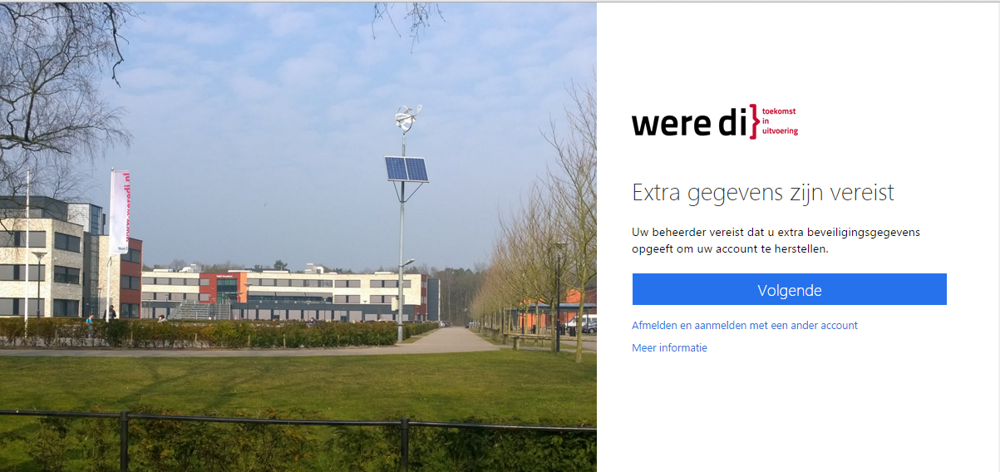 www.weredi.nl
were di}
toekomst
in
uitvoering
Extra gegevens zijn vereist
Uw beheerder vereist dat u extra beveiligingsgegevens
opgeeft om uw account te herstellen.
Volgende
Afmelden en aanmelden met een ander account
Meer informatie